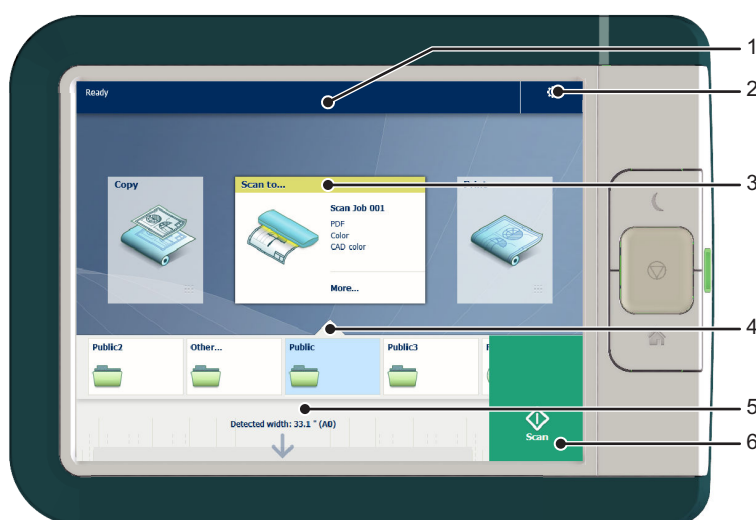 1
Ready
2
3
Copy
Scan to...
Print
Scan Job 001
PDF
Color
CAD color
More...
4
Public2
Other...
Public
Public3
5
Detected width: 33.1 " (A0)
Scan
6